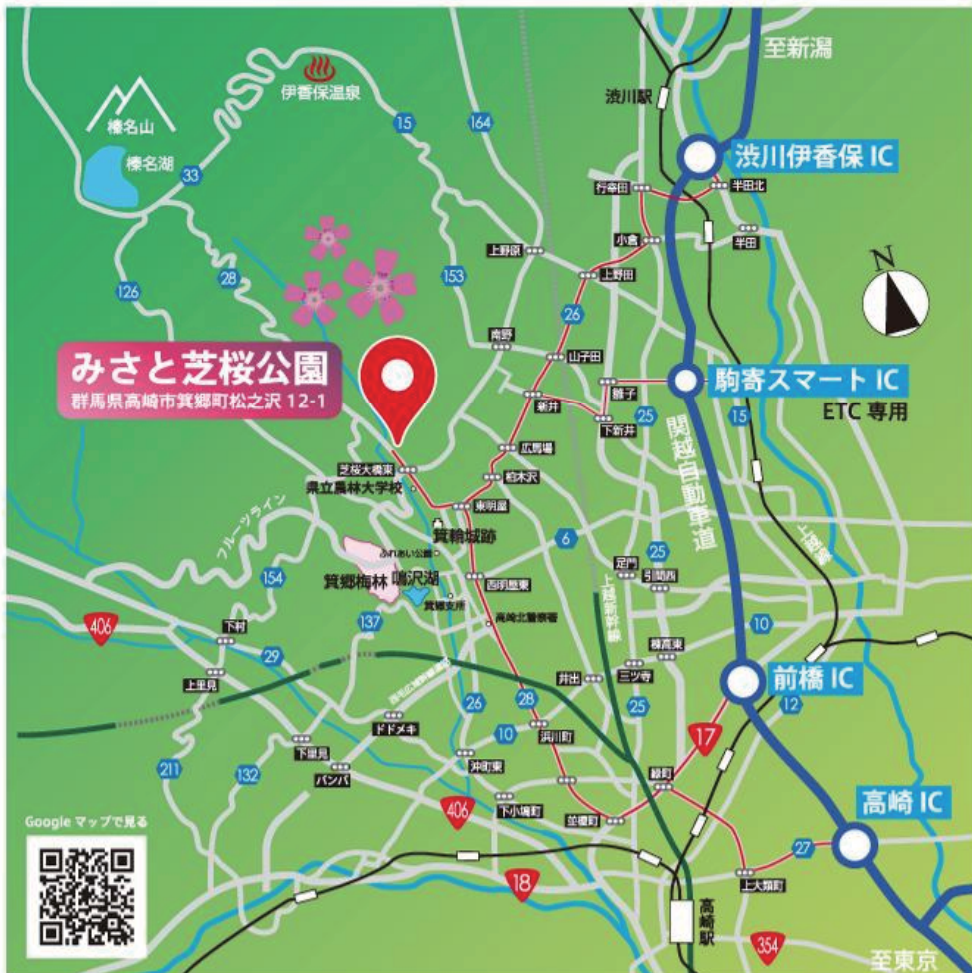 至新潟
渋川駅
伊香保温泉
榛名山
榛名湖
33
15
164
渋川伊香保 IC
行幸田
半田北
小倉
半田
上野原
上野田
N
126
28
153
26
南野
山子田
みさと芝桜公園
群馬県高崎市箕郷町松之沢 12-1
駒寄スマート IC
ETC 専用
新井
下新井
25
15
関越自動車道
広馬場
柏木沢
芝桜大橋東
県立農林大学校
東明屋
箕輪城跡
ふれあい公園
フルーツライン
154
箕郷梅林
鳴沢湖
箕郷支所
西明屋東
高崎北警察署
6
上越新幹線
上越線
足門
25
引間西
406
下村
29
137
上里見
10
棟高東
三ツ寺
井出
前橋 IC
17
12
26
28
25
10
浜川町
ドドメキ
下里見
バンバ
沖町東
211
132
406
下小塙町
並榎町
緑町
高崎 IC
27
上大類町
18
高崎駅
354
至東京
Google マップで見る